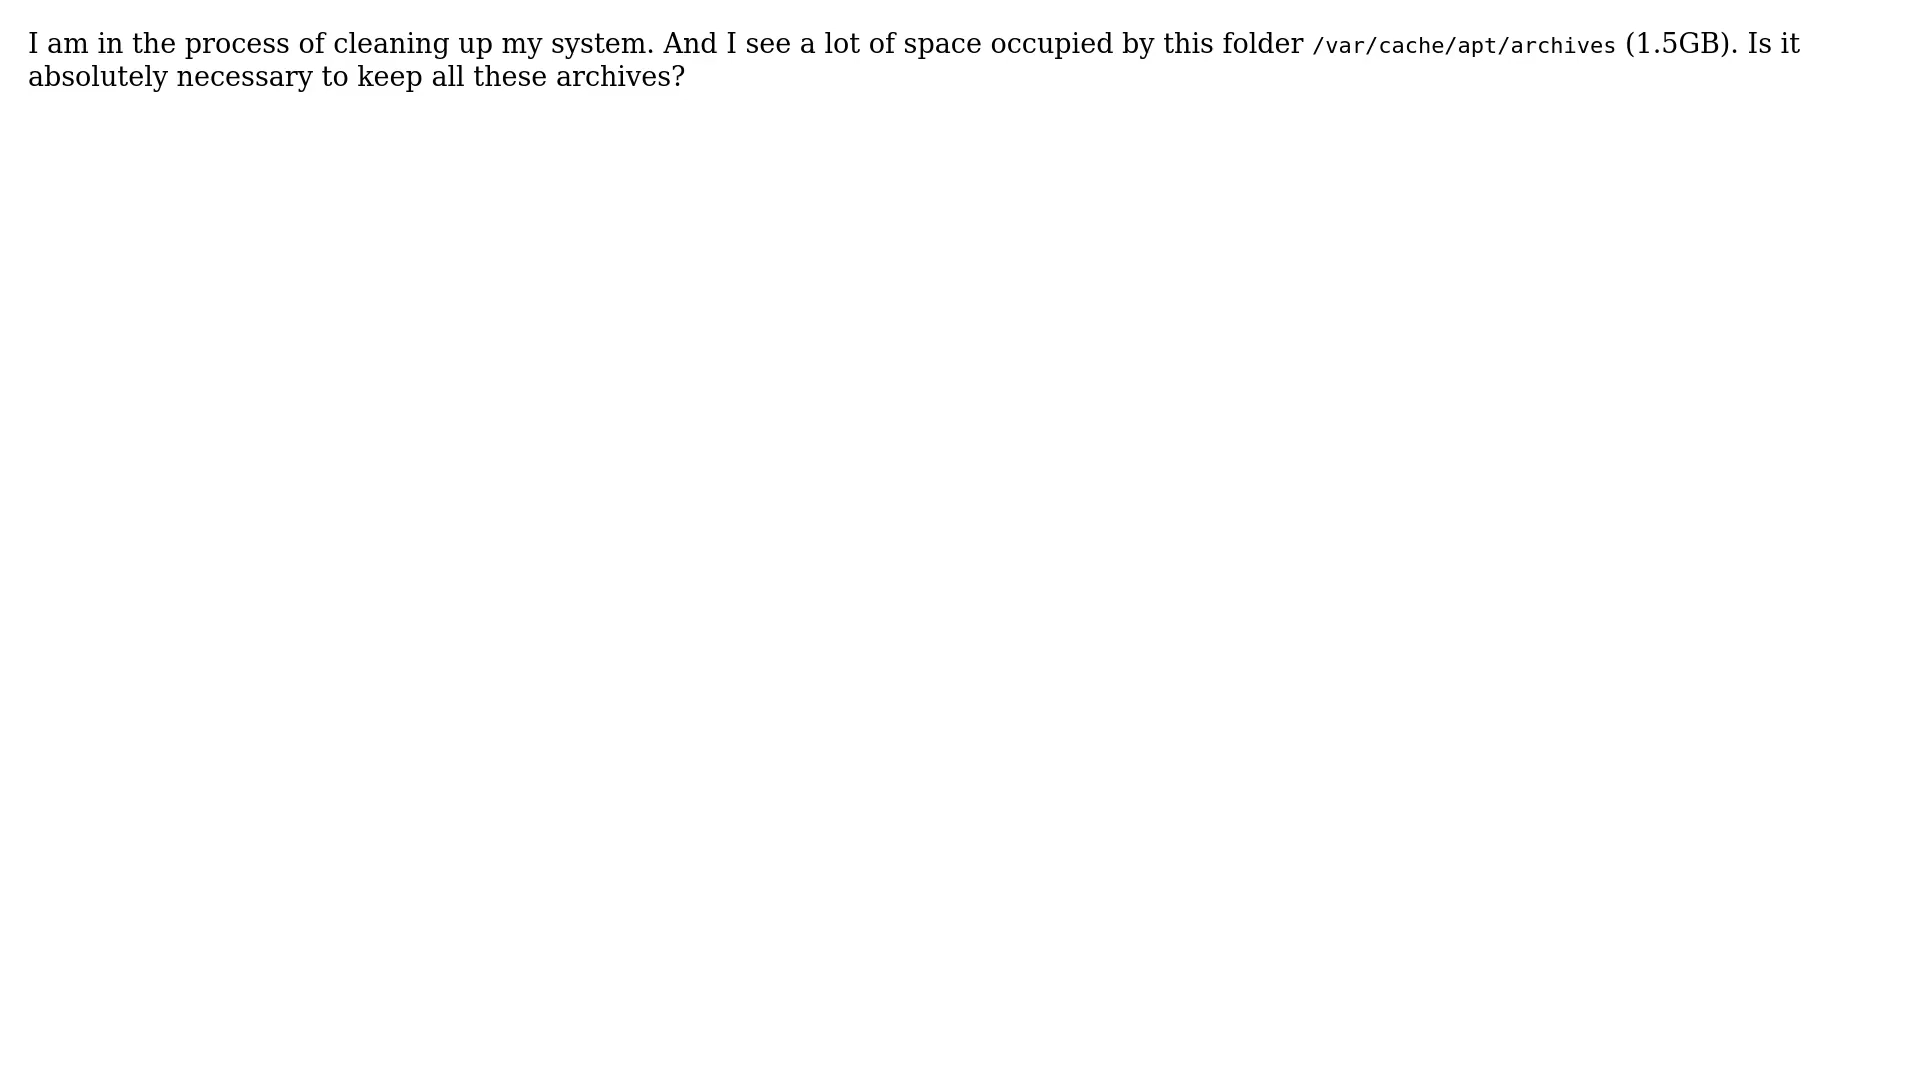 I am in the process of cleaning up my system. And I see a lot of space occupied by this folder /var/cache/apt/archives (1.5GB). Is it
absolutely necessary to keep all these archives?